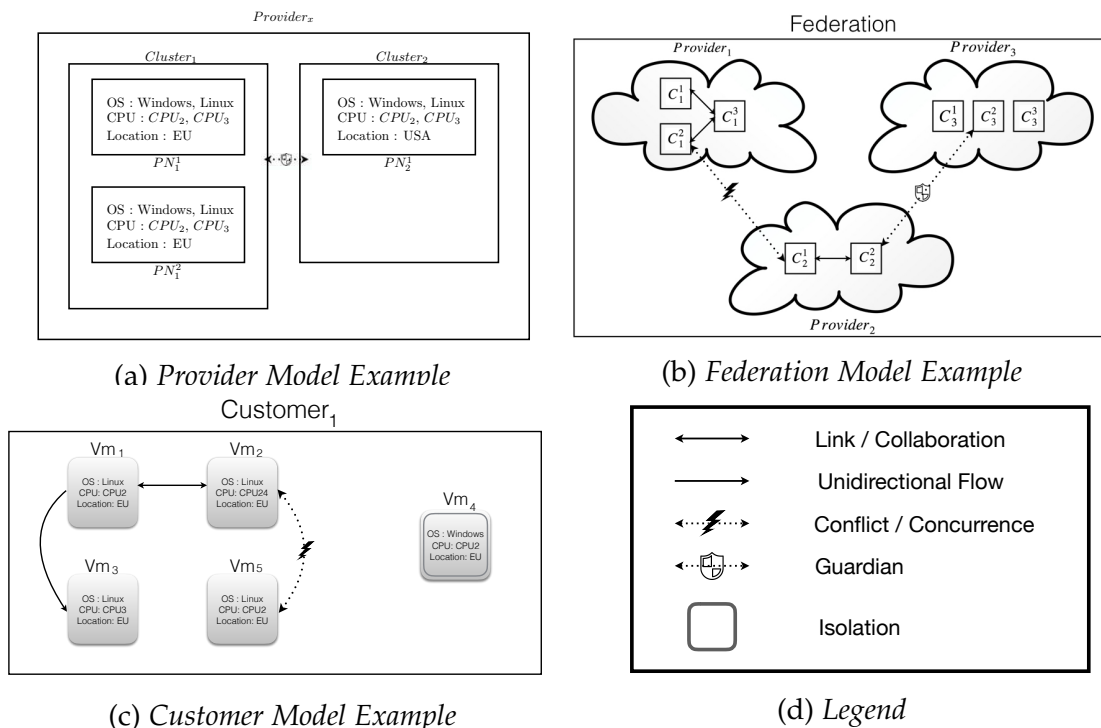 Provider_x
Cluster_1
Cluster_2
OS : Windows, Linux
CPU : CPU_2, CPU_3
Location : EU
PN_1^1
OS : Windows, Linux
CPU : CPU_2, CPU_3
Location : USA
PN_2^1
OS : Windows, Linux
CPU : CPU_2, CPU_3
Location : EU
PN_1^2
(a) Provider Model Example
Federation
Provider_1
Provider_3
C_1^1
C_1^2
C_1^3
C_3^1
C_3^2
C_3^3
C_2^1
C_2^2
Provider_2
(b) Federation Model Example
Customer_1
Vm_1
OS : Linux
CPU: CPU2
Location: EU
Vm_2
OS : Linux
CPU: CPU24
Location: EU
Vm_4
OS : Windows
CPU: CPU2
Location: EU
Vm_3
OS : Linux
CPU: CPU3
Location: EU
Vm5
OS : Linux
CPU: CPU2
Location: EU
(c) Customer Model Example
Link / Collaboration
Unidirectional Flow
Conflict / Concurrence
Guardian
Isolation
(d) Legend